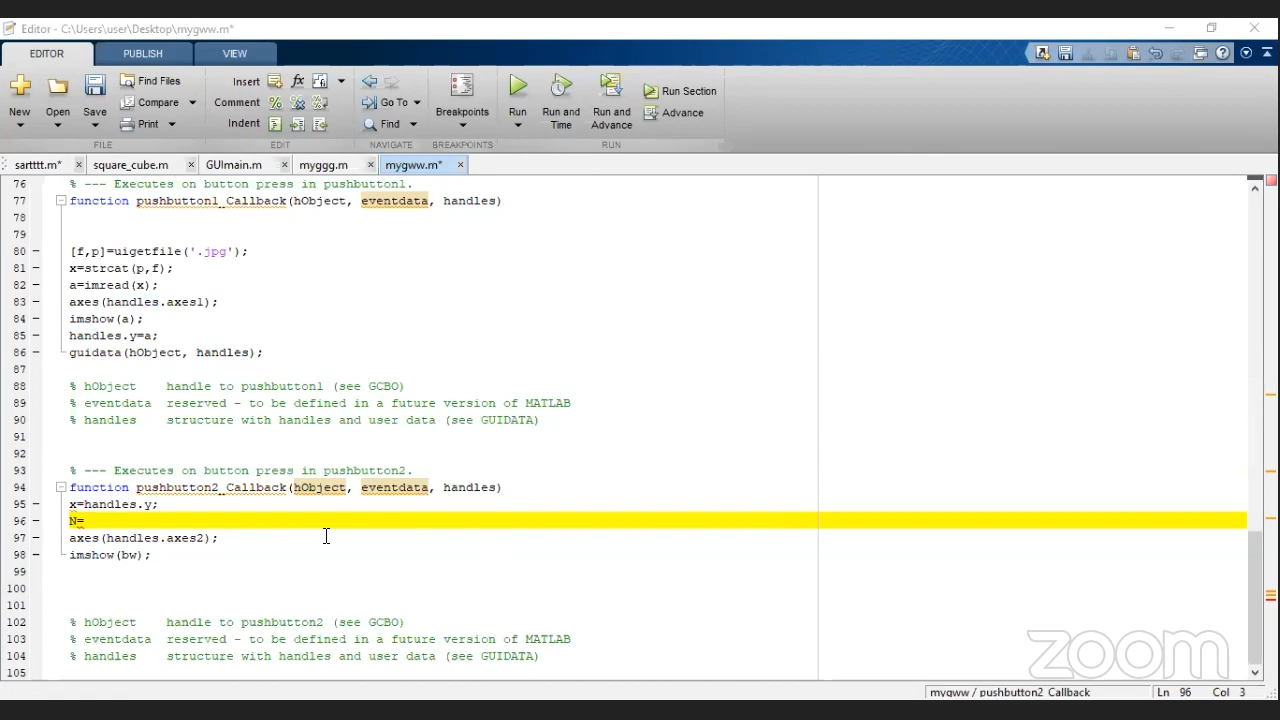 Editor - C:\Users\user\Desktop\mygww.m*
EDITOR
PUBLISH
VIEW
New
Open
Save
Find Files
Compare
Print
FILE
Insert
Comment
Indent
fx
EDIT
Go To
Find
NAVIGATE
Breakpoints
BREAKPOINTS
Run
Run and Time
Run and Advance
Run Section
Advance
RUN
sartttt.m* ×
square_cube.m ×
GUImain.m ×
myggg.m ×
mygww.m* ×
76 % --- Executes on button press in pushbutton1.
77 function pushbutton1_Callback(hObject, eventdata, handles)
78
79
80 [f,p]=uigetfile('.jpg');
81 x=strcat(p,f);
82 a=imread(x);
83 axes(handles.axes1);
84 imshow(a);
85 handles.y=a;
86 guidata(hObject, handles);
87
88 % hObject    handle to pushbutton1 (see GCBO)
89 % eventdata  reserved - to be defined in a future version of MATLAB
90 % handles    structure with handles and user data (see GUIDATA)
91
92
93 % --- Executes on button press in pushbutton2.
94 function pushbutton2_Callback(hObject, eventdata, handles)
95 x=handles.y;
96 N=
97 axes(handles.axes2);
98 imshow(bw);
99
100
101
102 % hObject    handle to pushbutton2 (see GCBO)
103 % eventdata  reserved - to be defined in a future version of MATLAB
104 % handles    structure with handles and user data (see GUIDATA)
105
zoom
mygww / pushbutton2_Callback
Ln 96 Col 3